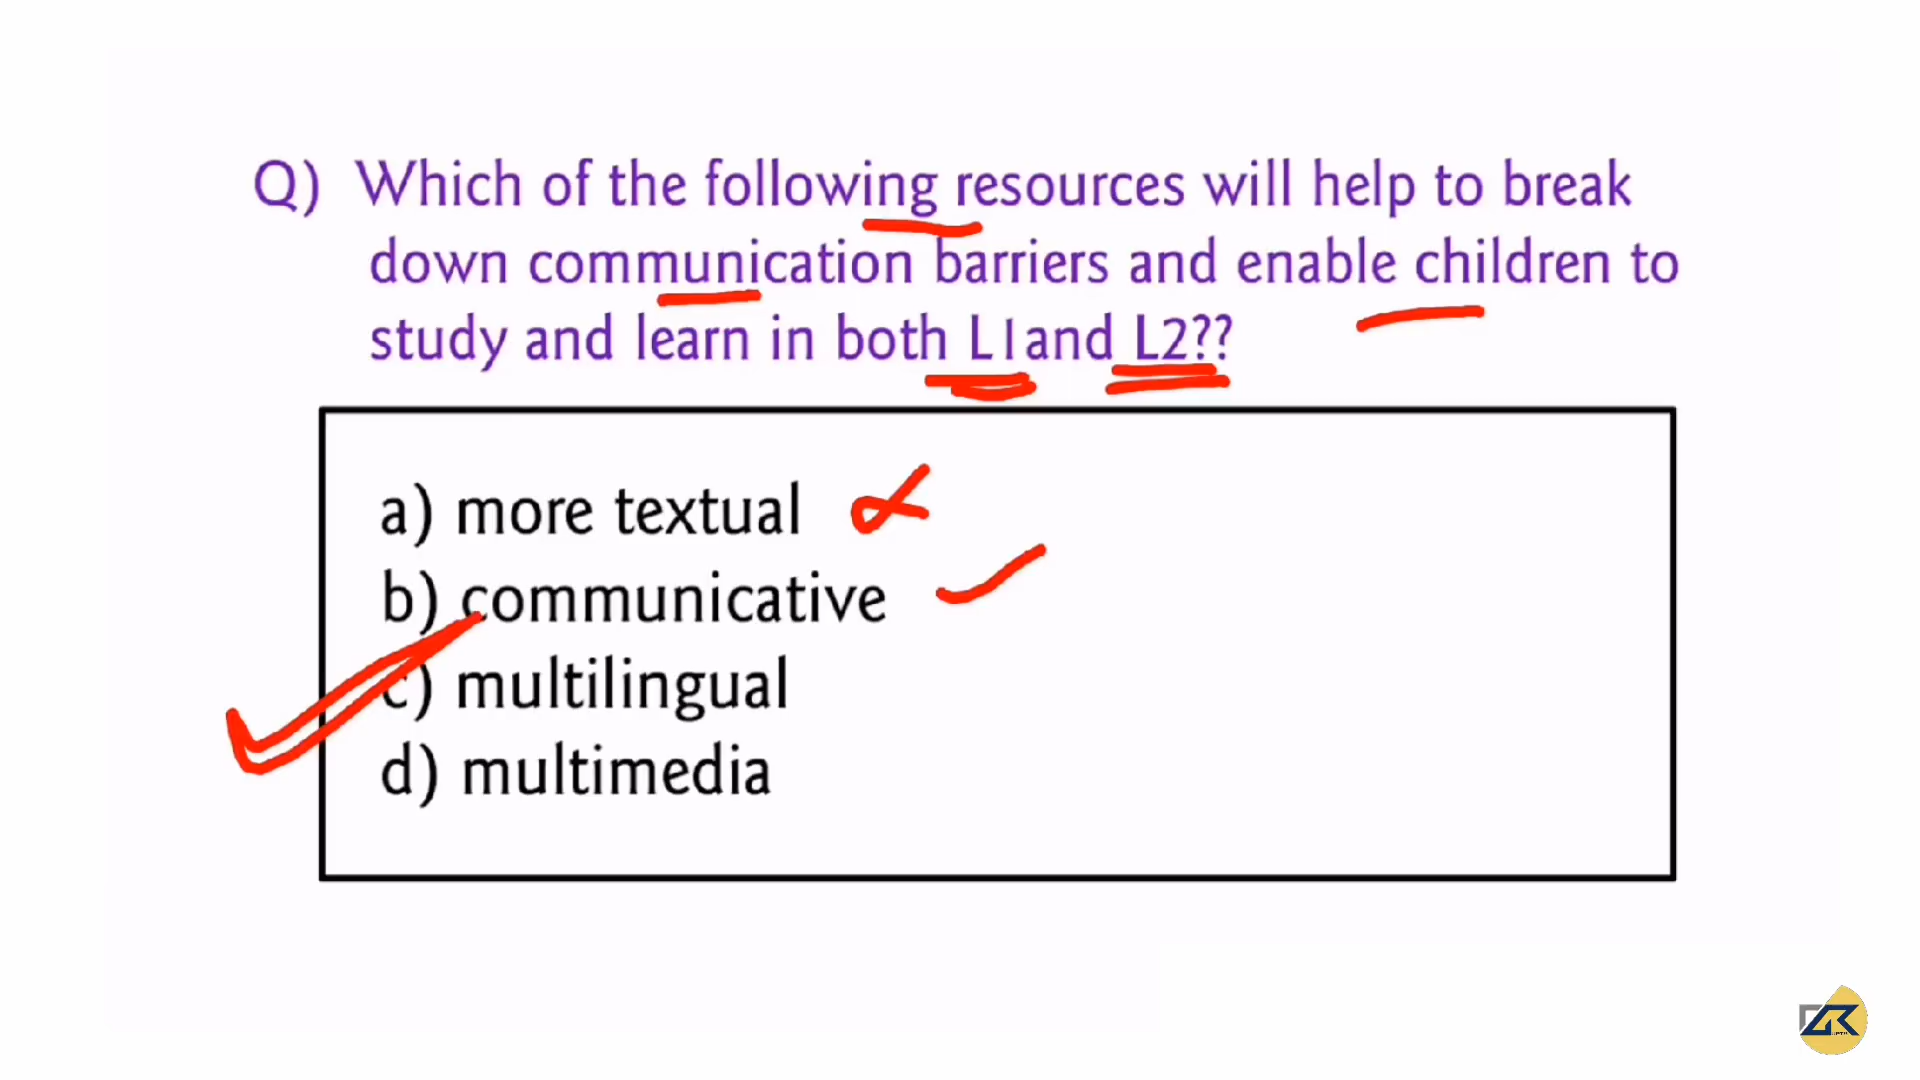 Q) Which of the following resources will help to break
down communication barriers and enable children to
study and learn in both L1and L2??
a) more textual
b) communicative
c) multilingual
d) multimedia